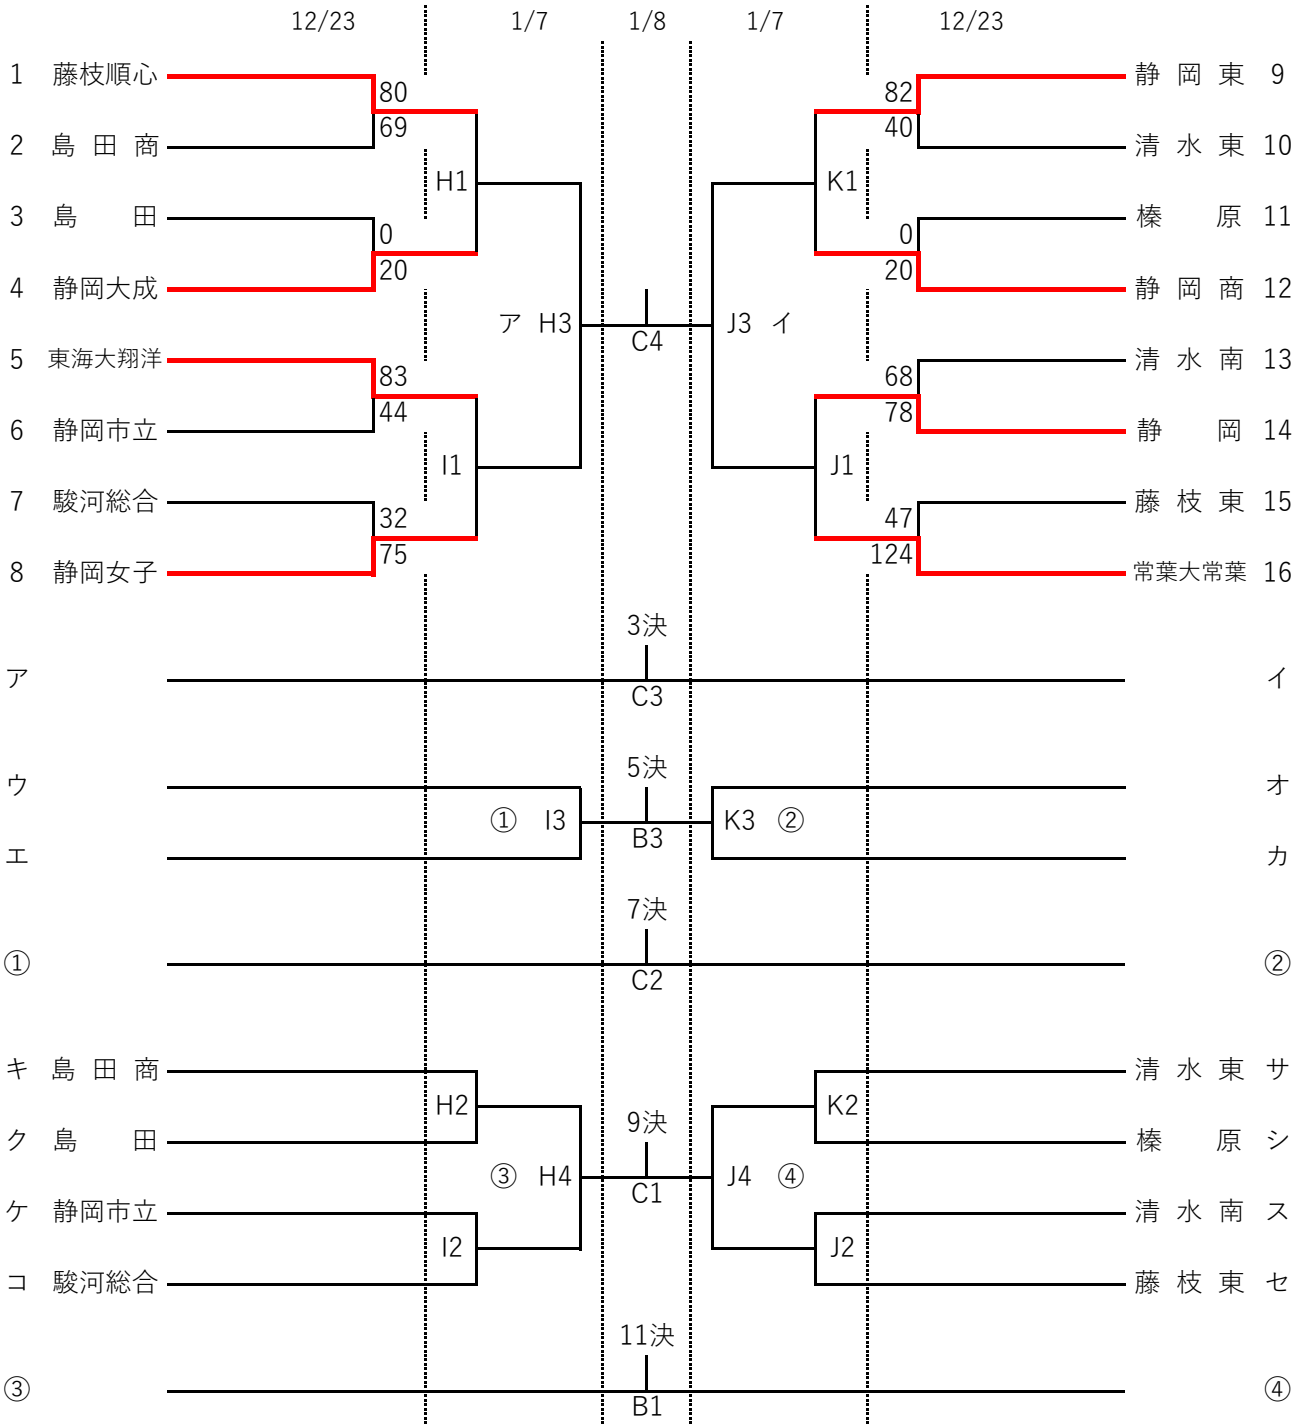 12/23 1/7 1/8 1/7 12/23
1 藤枝順心 静岡東 9
80 82
69 40
2 島田商 清水東 10
H1 K1
3 島田 榛原 11
0 0
20 20
4 静岡大成 静岡商 12
ア H3 J3 イ
C4
5 東海大翔洋 清水南 13
83 68
44 78
6 静岡市立 静岡 14
I1 J1
7 駿河総合 藤枝東 15
32 47
75 124
8 静岡女子 常葉大常葉 16
3決
ア イ
C3
5決
ウ オ
① I3 K3 ②
B3
エ カ
7決
① ②
C2
キ 島田商 清水東 サ
H2 K2
9決
ク 島田 榛原 シ
③ H4 J4 ④
C1
ケ 静岡市立 清水南 ス
I2 J2
コ 駿河総合 藤枝東 セ
11決
③ ④
B1